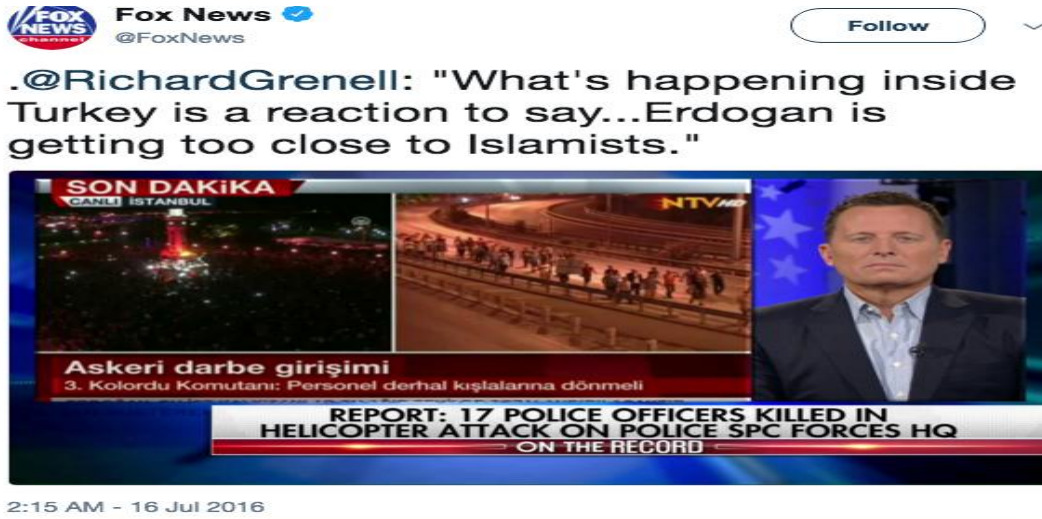 FOX
NEWS
channel
Fox News
@FoxNews
Follow
.@RichardGrenell: "What's happening inside
Turkey is a reaction to say...Erdogan is
getting too close to Islamists."
SON DAKİKA
CANLI İSTANBUL
NTV HD
Askeri darbe girişimi
3. Kolordu Komutanı: Personel derhal kışlalarına dönmeli
REPORT: 17 POLICE OFFICERS KILLED IN
HELICOPTER ATTACK ON POLICE SPC FORCES HQ
ON THE RECORD
2:15 AM - 16 Jul 2016